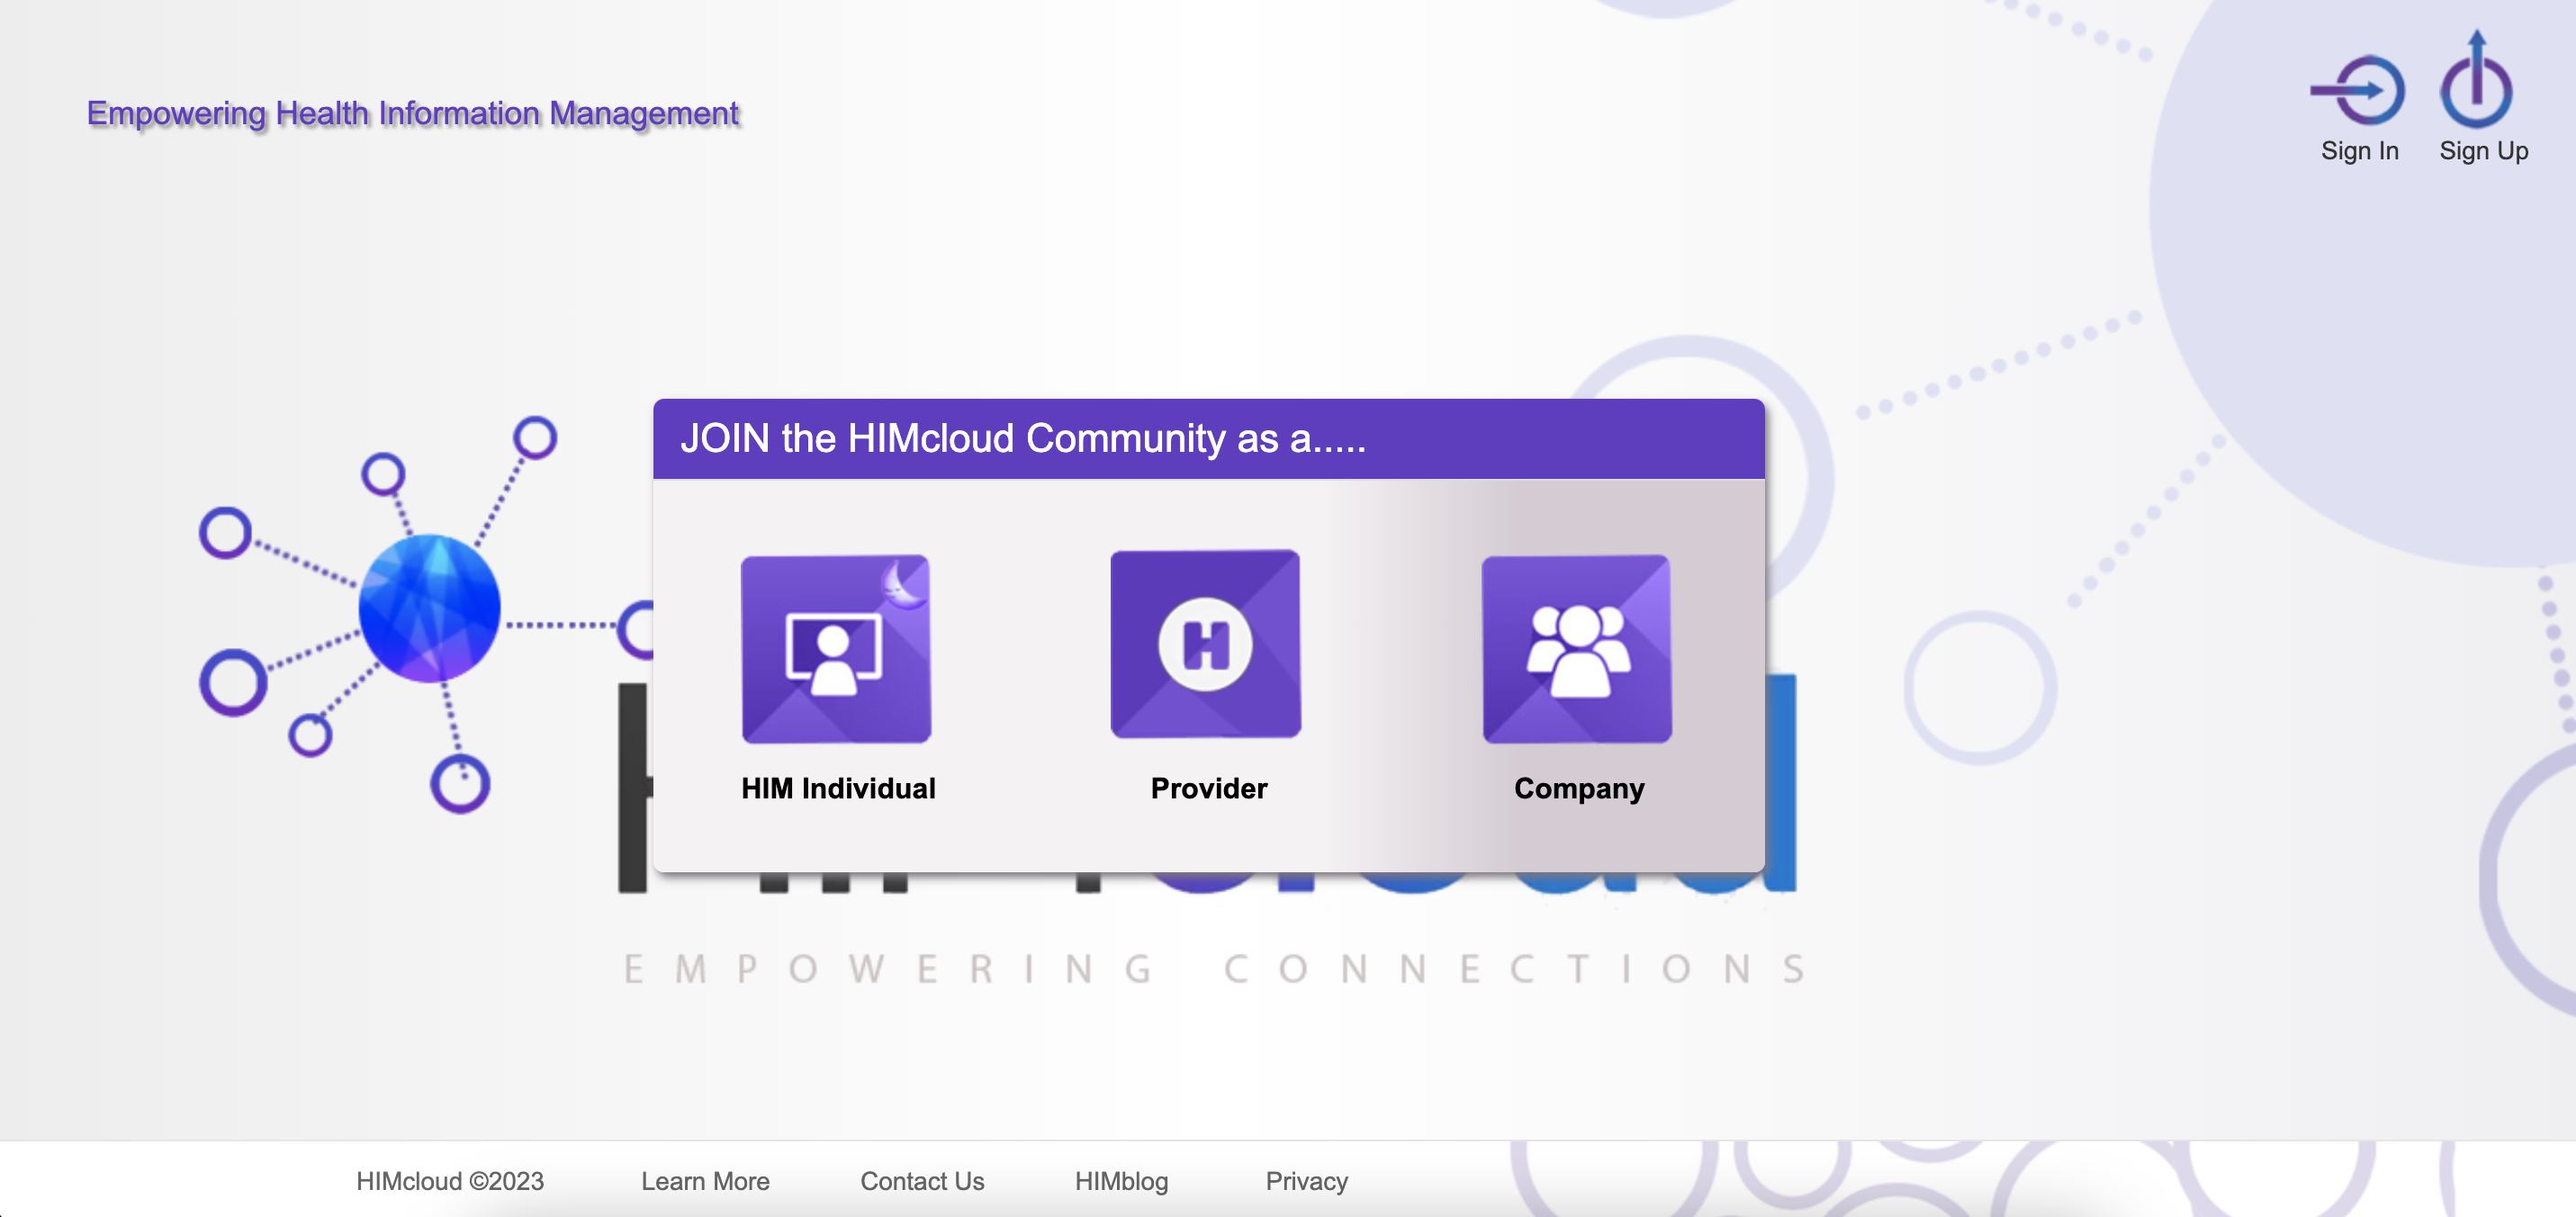 Empowering Health Information Management
Sign In
Sign Up
JOIN the HIMcloud Community as a.....
H
HIM Individual
Provider
Company
EMPOWERING CONNECTIONS
HIMcloud ©2023
Learn More
Contact Us
HIMblog
Privacy